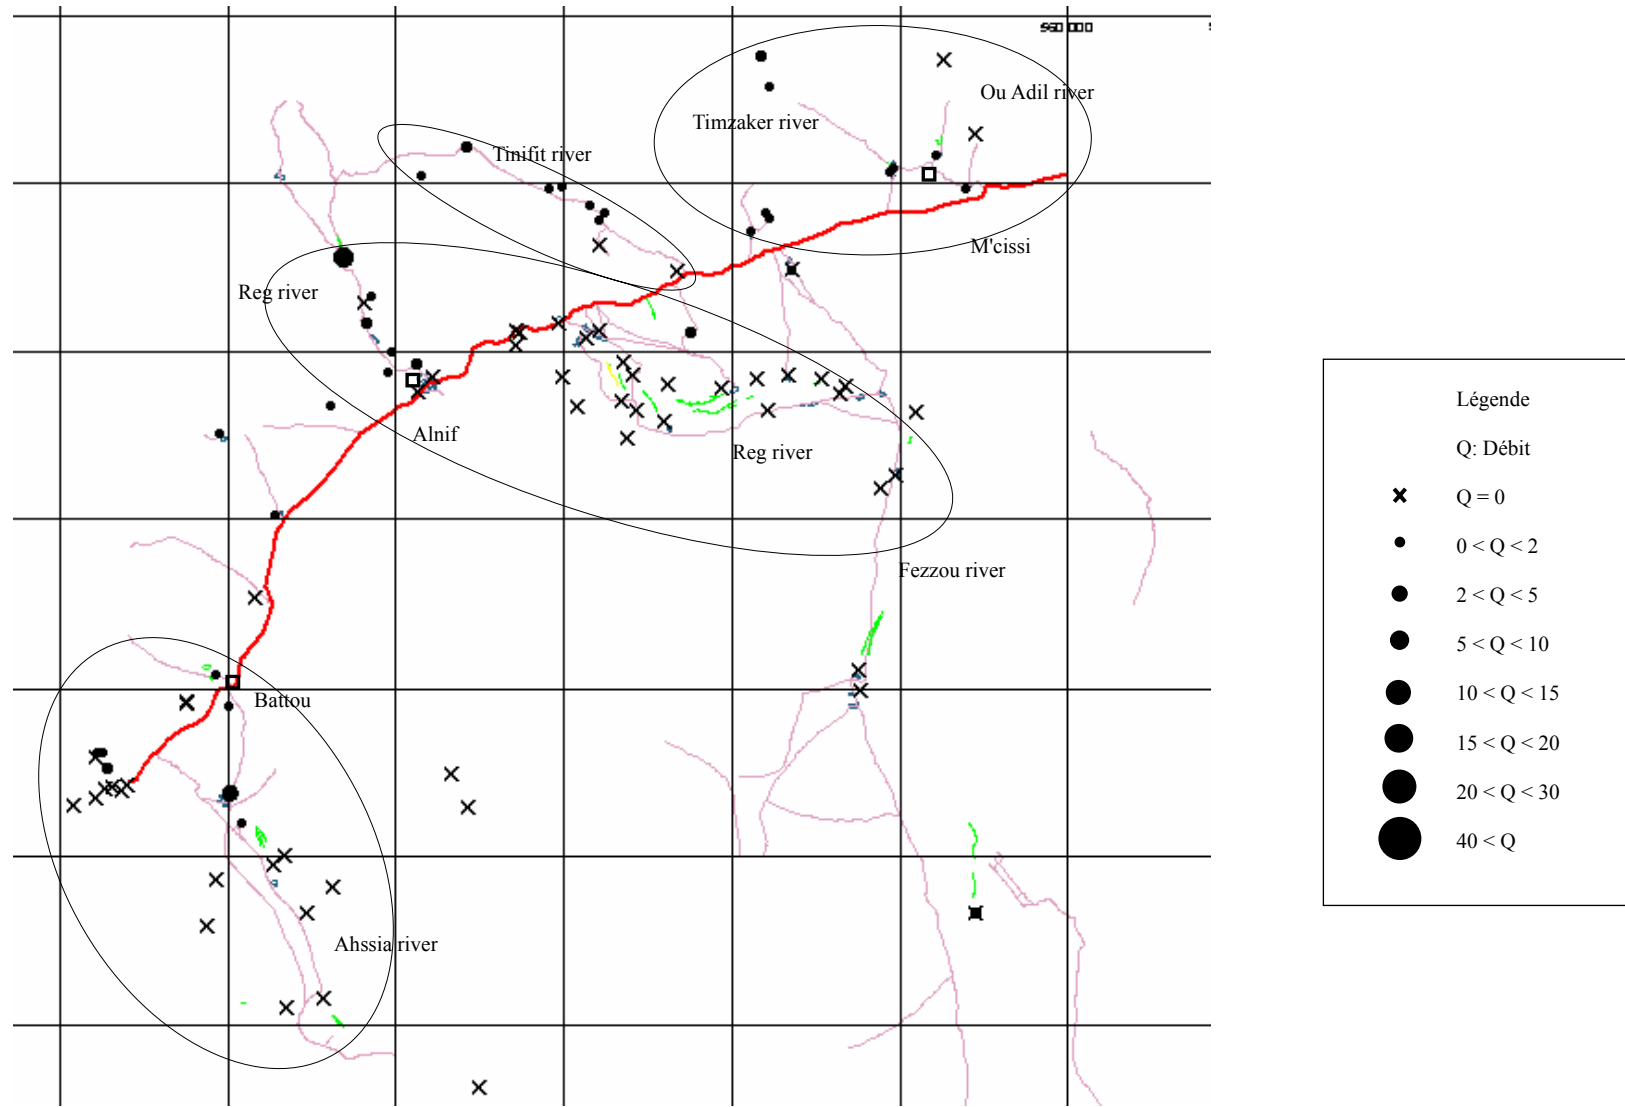 560 000
Ou Adil river
Timzaker river
Tinifit river
M'cissi
Reg river
Alnif
Reg river
Fezzou river
Battou
Ahssia river
Légende
Q: Débit
Q = 0
0 < Q < 2
2 < Q < 5
5 < Q < 10
10 < Q < 15
15 < Q < 20
20 < Q < 30
40 < Q